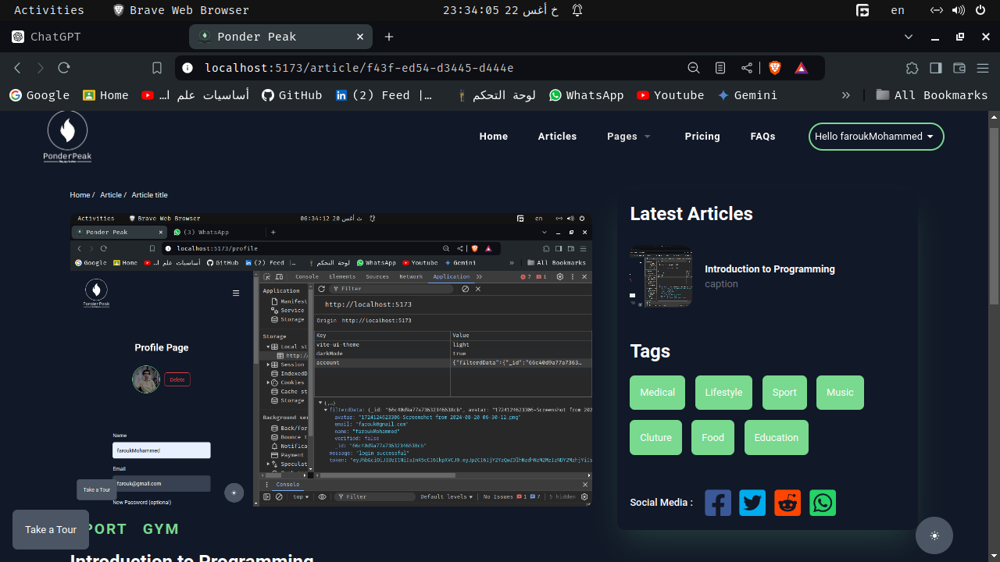 Activities Brave Web Browser 23:34:05 22 خ أغس en
ChatGPT Ponder Peak
localhost:5173/article/f43f-ed54-d3445-d444e
Google Home أساسيات علم ا... GitHub (2) Feed |… لوحة التحكم WhatsApp Youtube Gemini » All Bookmarks
PonderPeak
Home Articles Pages Pricing FAQs Hello faroukMohammed
Home / Article / Article title
Activities Brave Web Browser 06:34:12 20 ث أغس en
Ponder Peak (3) WhatsApp
localhost:5173/profile
Google Home أساسيات علم ا... GitHub (2) Feed |… لوحة التحكم WhatsApp Youtube Gemini » All Bookmarks
Console Elements Sources Network Application » 7 1
Application Filter
Manifest
Service
Storage
http://localhost:5173
Origin http://localhost:5173
Storage
Local st
http:/
Session
IndexedD
Cookies
Cache st
Storage
Key Value
vite-ui-theme light
darkMode true
account {"filterData":{"_id":"66c40d9a77a7363…
Profile Page
Delete
Name
faroukMohammed
Email
farouk@gmail.com
New Password (optional)
Take a Tour
Background se
Back/for
Bounce t
Notifica
Payment
Speculat
{,…}
filterData: {_id: "66c40d9a77a73632346638cb", avatar: "1724124623306-Screenshot from 202
avatar: "1724124623306-Screenshot from 2024-08-20 06-30-12.png"
email: "farouk@gmail.com"
name: "faroukMohammed"
verified: false
_id: "66c40d9a77a73632346638cb"
message: "login successful"
Console
top Filter Default levels No Issues 1 7 5 hidden
Latest Articles
Introduction to Programming
caption
Tags
Medical Lifestyle Sport Music
Cluture Food Education
Social Media :
PORT GYM
Take a Tour
Introduction to Programming